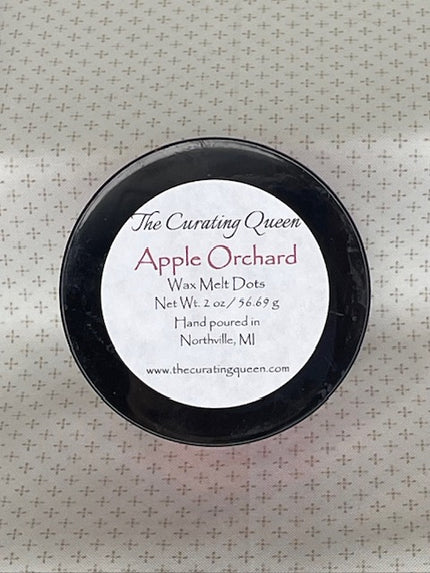 The Curating Queen
Apple Orchard
Wax Melt Dots
Net Wt. 2 oz / 56.69 g
Hand poured in
Northville, MI
www.thecuratingqueen.com